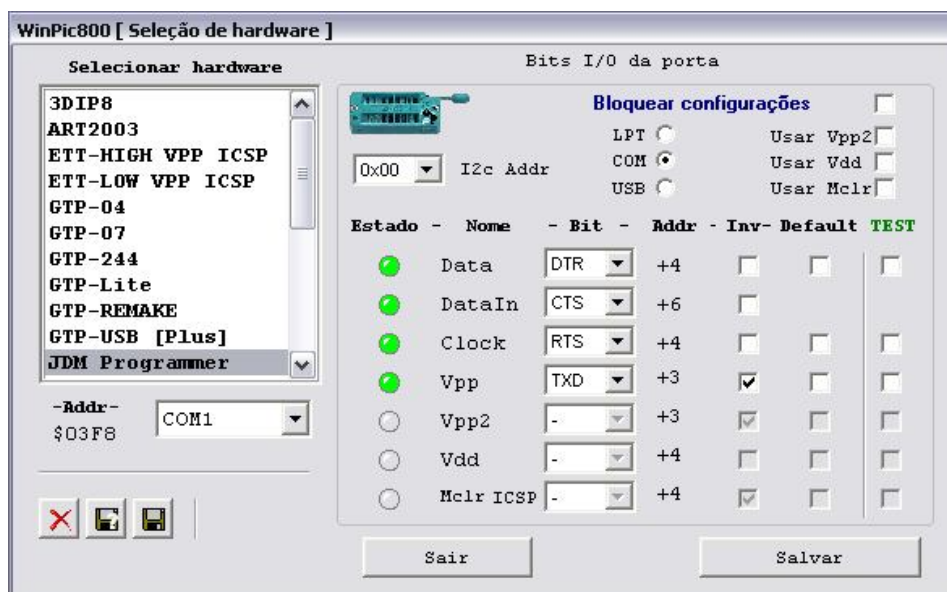 WinPic800 [ Seleção de hardware ]
Selecionar hardware
3DIP8
ART2003
ETT-HIGH VPP ICSP
ETT-LOW VPP ICSP
GTP-04
GTP-07
GTP-244
GTP-Lite
GTP-REMAKE
GTP-USB [Plus]
JDM Programmer
-Addr-
$03F8
COM1
Bits I/O da porta
Bloquear configurações
0x00 I2c Addr
LPT Usar Vpp2
COM Usar Vdd
USB Usar Mclr
Estado - Nome - Bit - Addr - Inv- Default TEST
Data DTR +4
DataIn CTS +6
Clock RTS +4
Vpp TXD +3
Vpp2 - +3
Vdd - +4
Mclr ICSP - +4
Sair Salvar